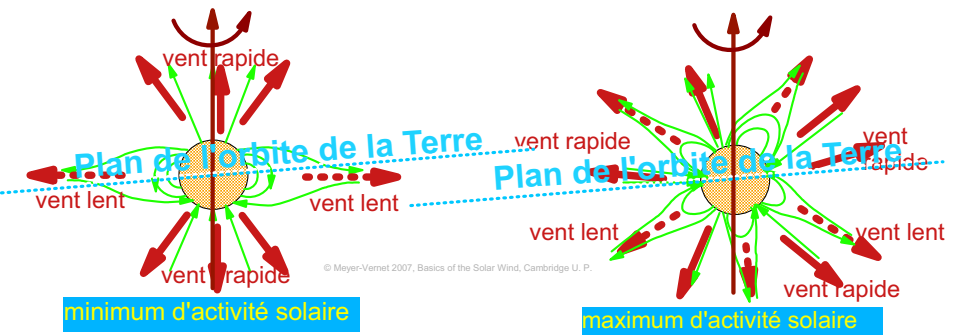 vent rapide
Plan de l'orbite de la Terre
vent lent
vent lent
vent rapide
minimum d'activité solaire
© Meyer-Vernet 2007, Basics of the Solar Wind, Cambridge U. P.
vent rapide
vent
rapide
Plan de l'orbite de la Terre
vent lent
vent lent
vent rapide
maximum d'activité solaire